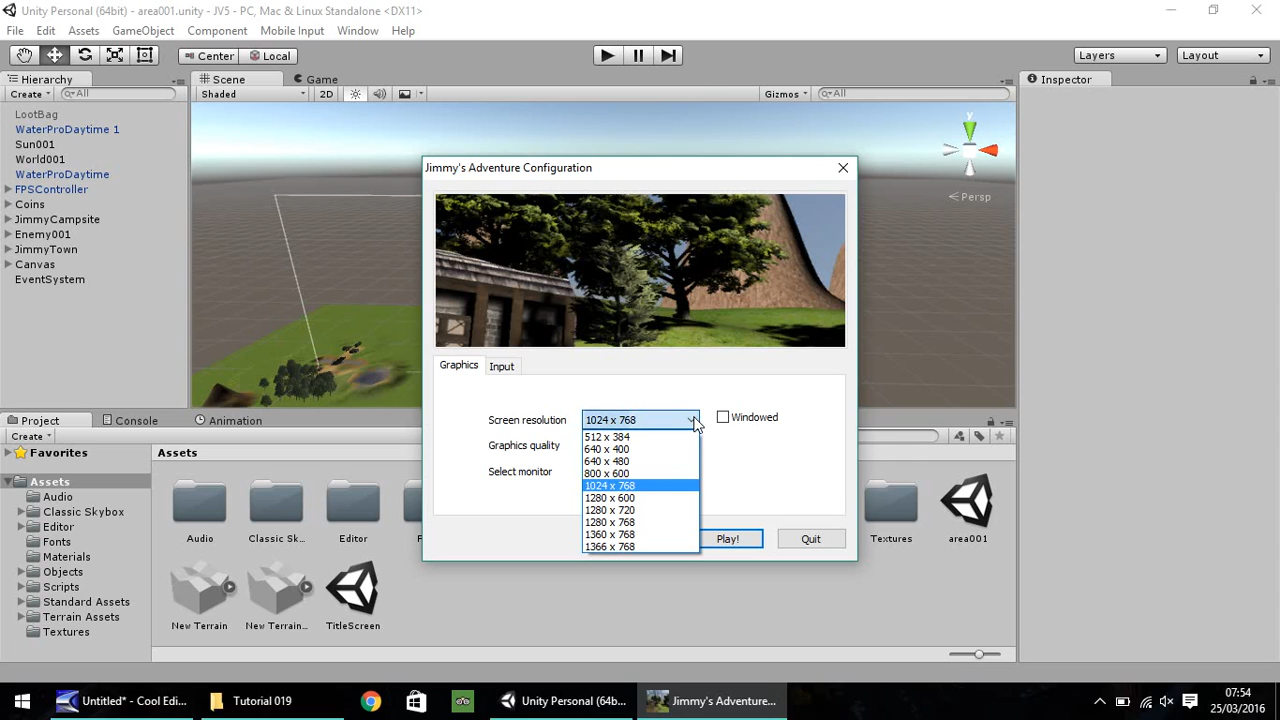 Unity Personal (64bit) - area001.unity - JV5 - PC, Mac & Linux Standalone <DX11>
File Edit Assets GameObject Component Mobile Input Window Help
Center Local Layers Layout
Hierarchy Scene Game Inspector
Create All Shaded 2D Gizmos All
LootBag
WaterProDaytime 1
Sun001
World001
WaterProDaytime
FPSController
Coins
JimmyCampsite
Enemy001
JimmyTown
Canvas
EventSystem
y
Persp
Jimmy's Adventure Configuration
Graphics Input
Screen resolution 1024 x 768 Windowed
Graphics quality
Select monitor
512 x 384
640 x 400
640 x 480
800 x 600
1024 x 768
1280 x 600
1280 x 720
1280 x 768
1360 x 768
1366 x 768
Play! Quit
Project Console Animation
Create
Favorites
Assets
Audio
Classic Skybox
Editor
Fonts
Materials
Objects
Scripts
Standard Assets
Terrain Assets
Textures
Assets
Audio Classic Sk... Editor Textures area001
New Terrain New Terrain... TitleScreen
Untitled* - Cool Edi... Tutorial 019 Unity Personal (64b... Jimmy's Adventure...
07:54
25/03/2016